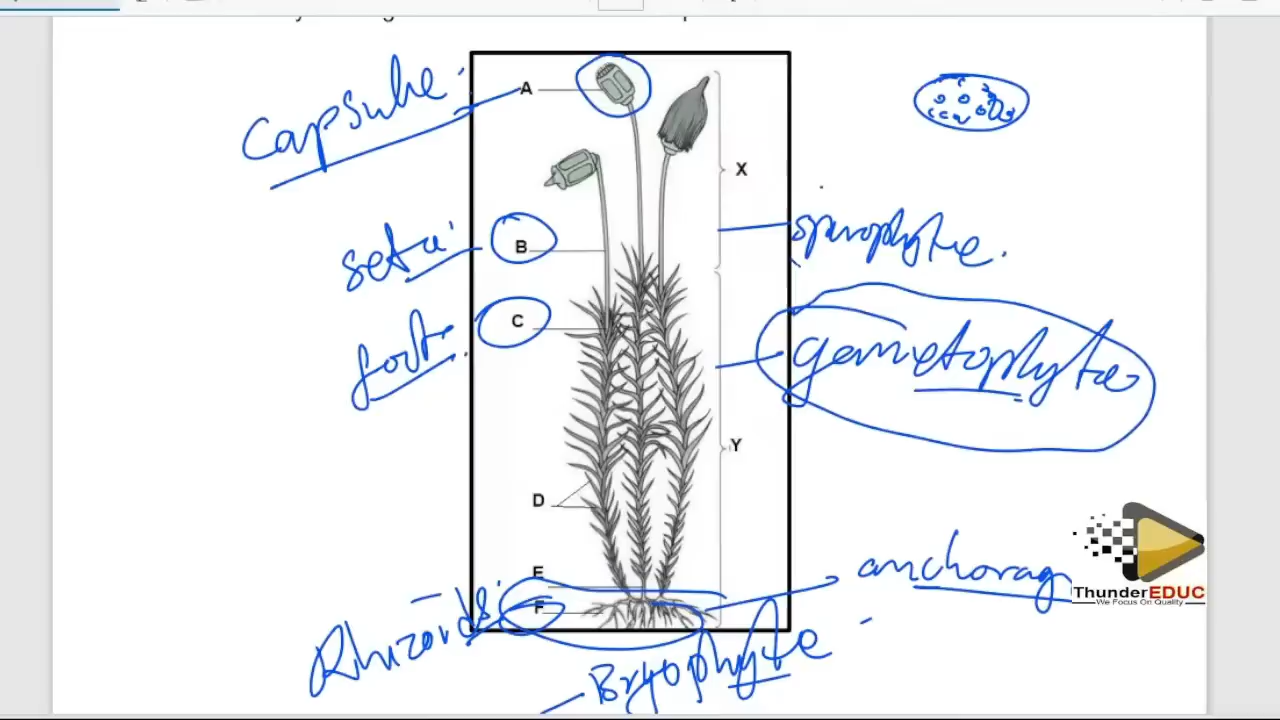 capsule.
A
X
seta.
B
sporophyte.
foot.
C
gametophyte
Y
D
E
anchorag
ThunderEDUC
We Focus On Quality
Rhizoids.
F
Bryophyte